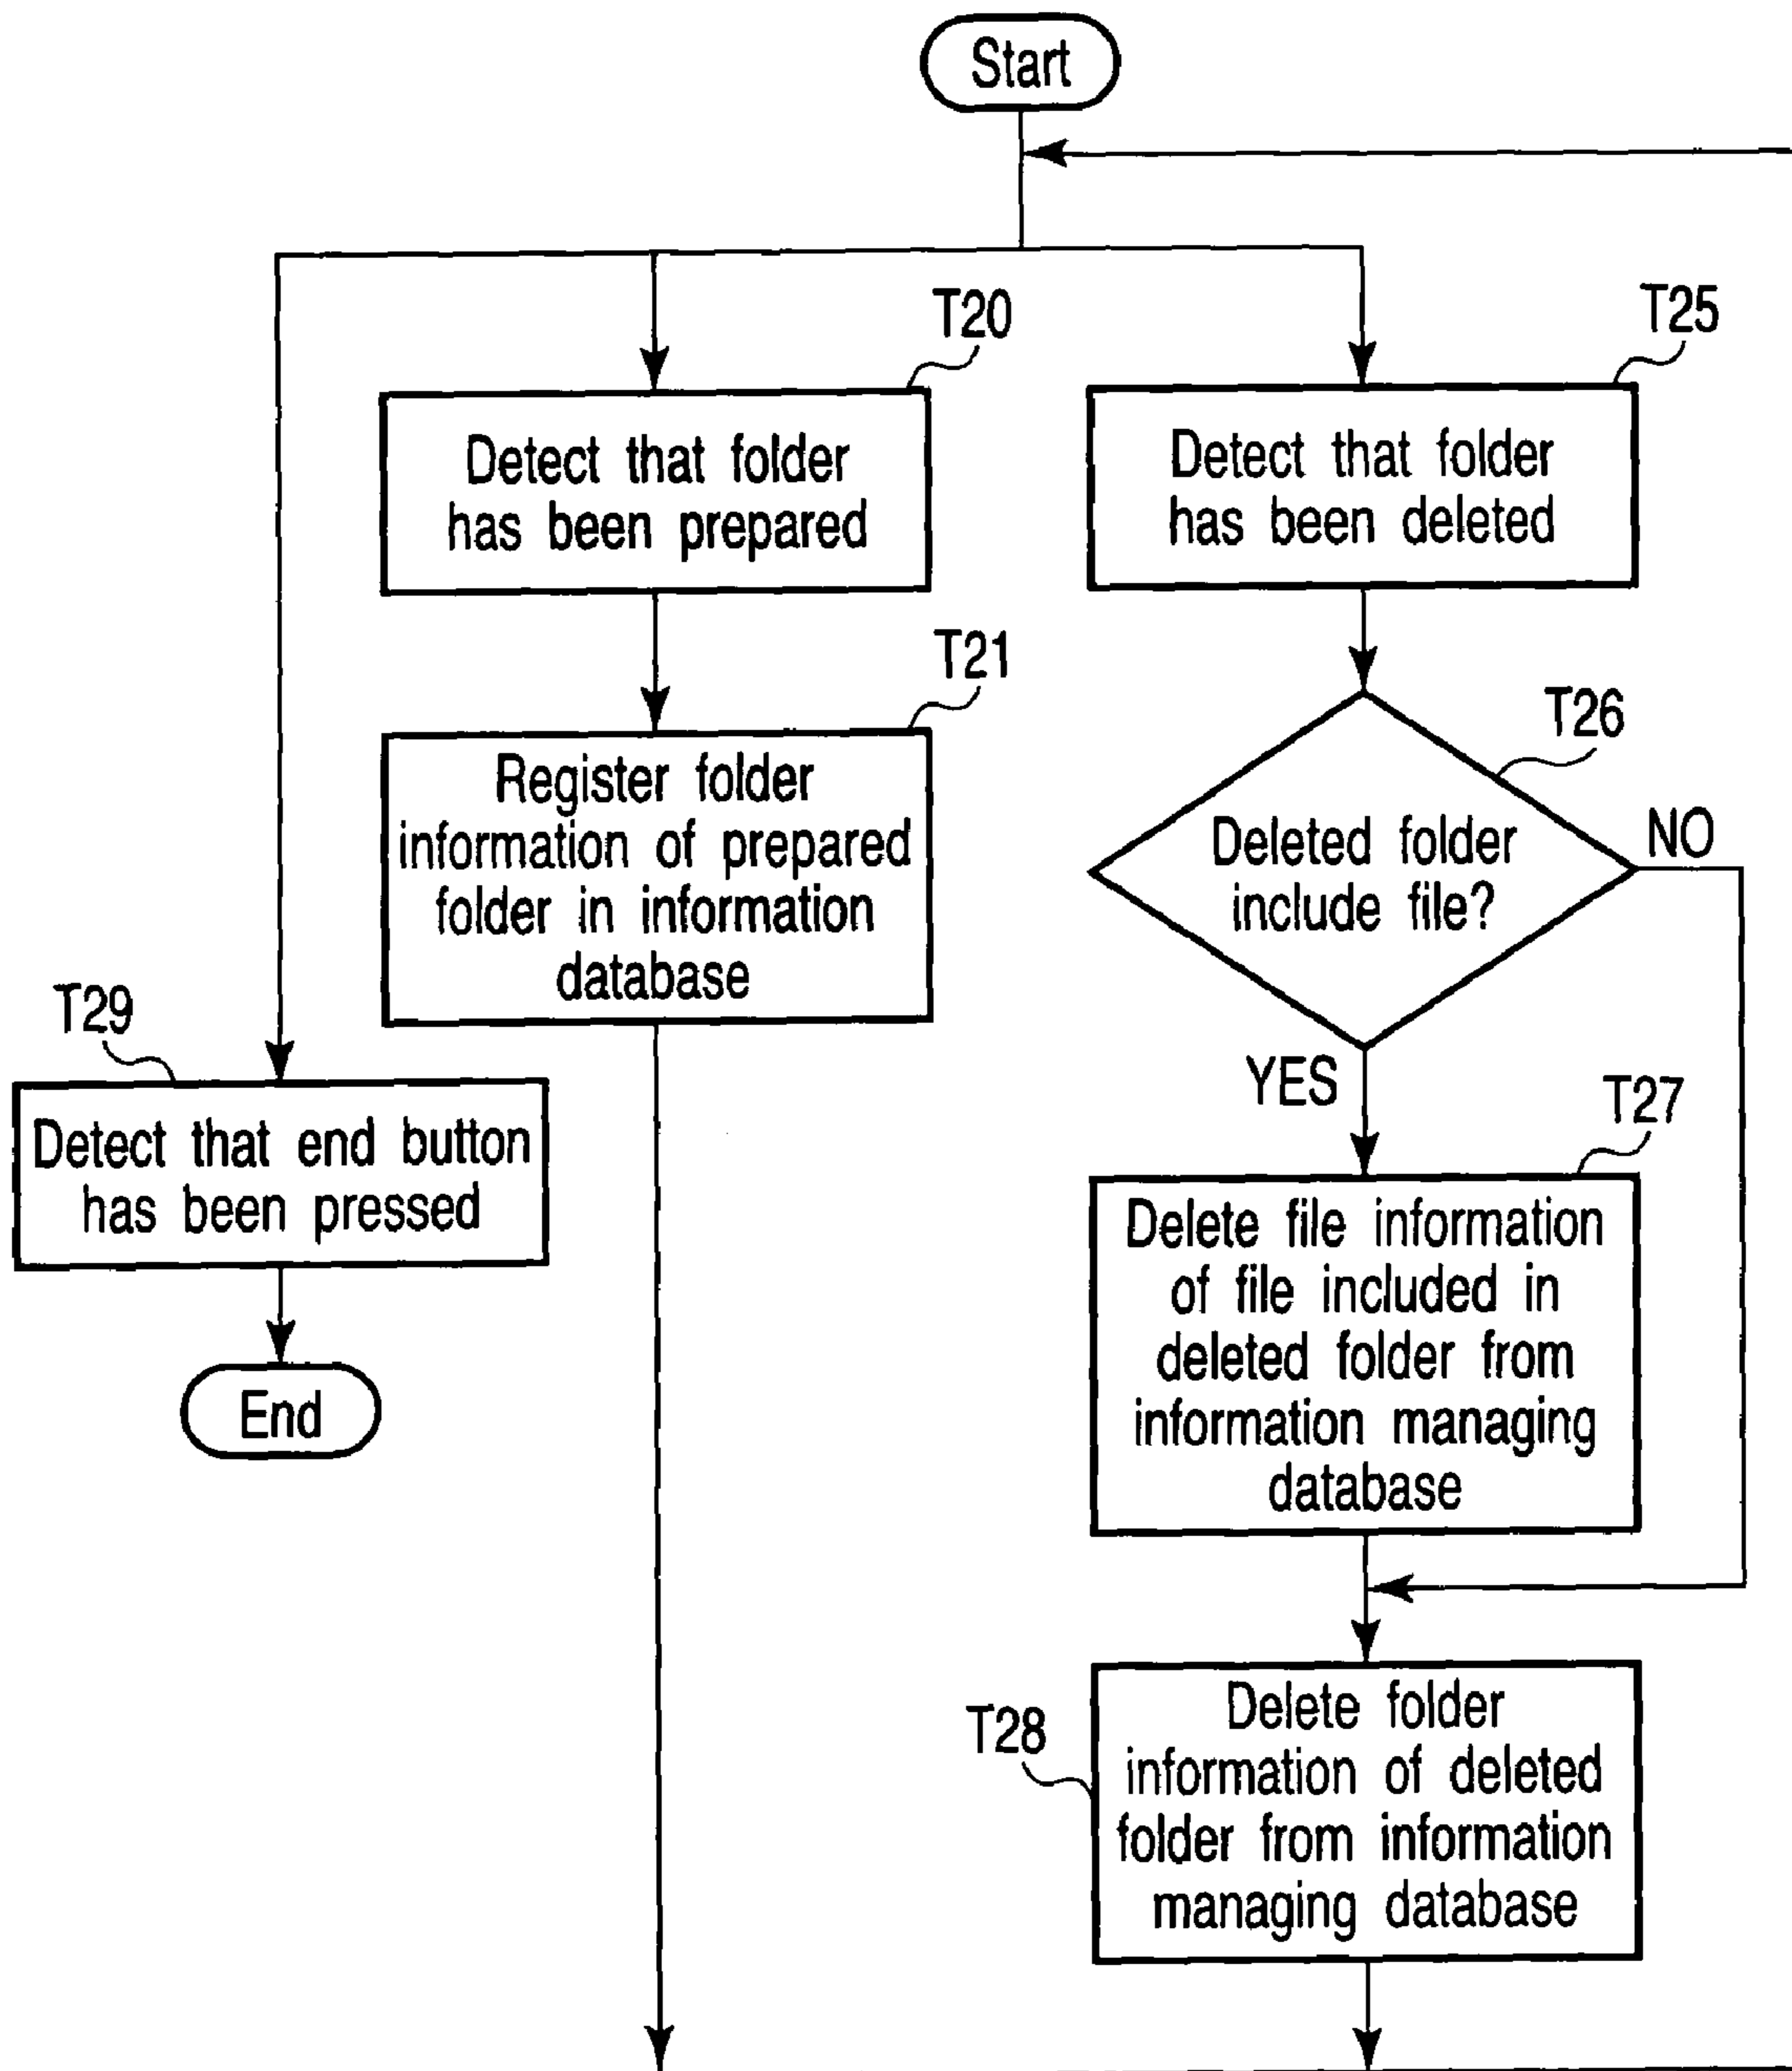 Start
T20
Detect that folder
has been prepared
T25
Detect that folder
has been deleted
T21
Register folder
information of prepared
folder in information
database
T26
Deleted folder
include file?
NO
YES
T29
Detect that end button
has been pressed
End
T27
Delete file information
of file included in
deleted folder from
information managing
database
T28
Delete folder
information of deleted
folder from information
managing database